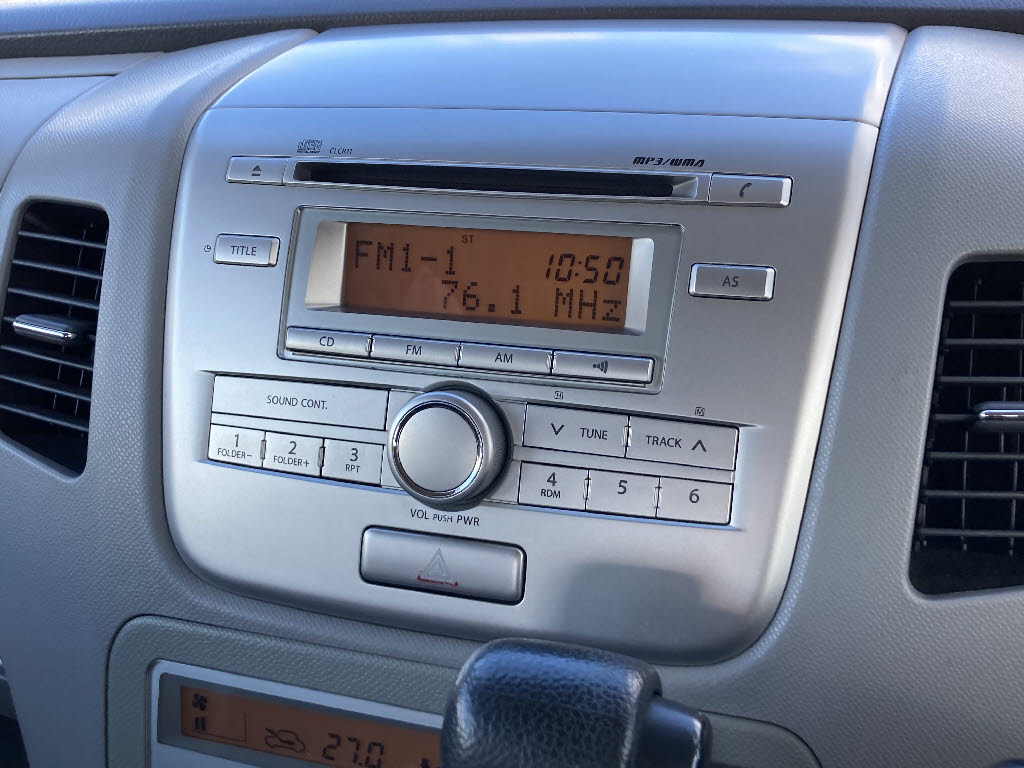 CLCR11
MP3/WMA
TITLE
ST
FM1-1 10:50
76.1 MHz
AS
CD FM AM
SOUND CONT.
TUNE TRACK
1 2 3
FOLDER- FOLDER+ RPT
4 5 6
RDM
VOL PUSH PWR
27.0